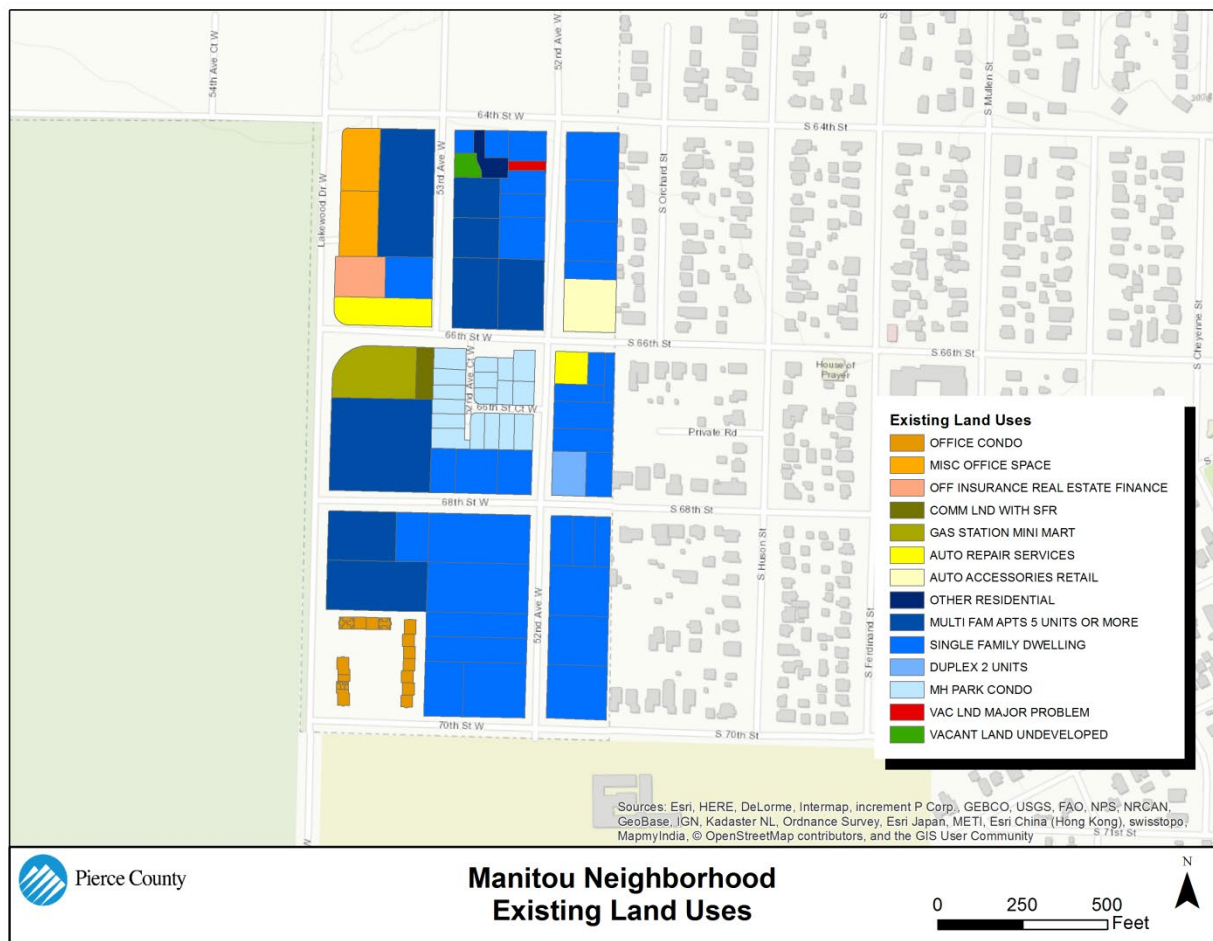 54th Ave Ct W
52nd Ave W
S Mullen St
64th St W
S 64th St
Lakewood Dr W
53rd Ave W
S Orchard St
66th St W
S 66th St
S 66th St
S Cheyenne St
House of
Prayer
52nd Ave Ct W
66th St Ct W
Private Rd
68th St W
S 68th St
S Huson St
S Ferdinand St
52nd Ave W
70th St W
S 70th St
S 71st St
Existing Land Uses
OFFICE CONDO
MISC OFFICE SPACE
OFF INSURANCE REAL ESTATE FINANCE
COMM LND WITH SFR
GAS STATION MINI MART
AUTO REPAIR SERVICES
AUTO ACCESSORIES RETAIL
OTHER RESIDENTIAL
MULTI FAM APTS 5 UNITS OR MORE
SINGLE FAMILY DWELLING
DUPLEX 2 UNITS
MH PARK CONDO
VAC LND MAJOR PROBLEM
VACANT LAND UNDEVELOPED
Sources: Esri, HERE, DeLorme, Intermap, increment P Corp., GEBCO, USGS, FAO, NPS, NRCAN,
GeoBase, IGN, Kadaster NL, Ordnance Survey, Esri Japan, METI, Esri China (Hong Kong), swisstopo,
MapmyIndia, © OpenStreetMap contributors, and the GIS User Community
Pierce County
Manitou Neighborhood
Existing Land Uses
N
0 250 500
Feet